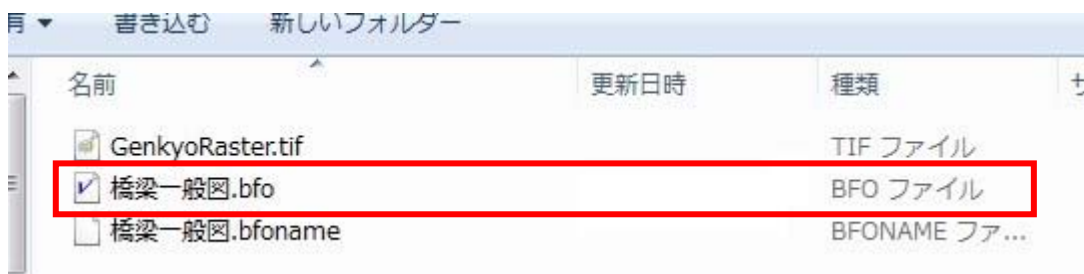 有 ▼ 書き込む 新しいフォルダー
名前 更新日時 種類 サ
GenkyoRaster.tif TIF ファイル
橋梁一般図.bfo BFO ファイル
橋梁一般図.bfoname BFONAME ファ...